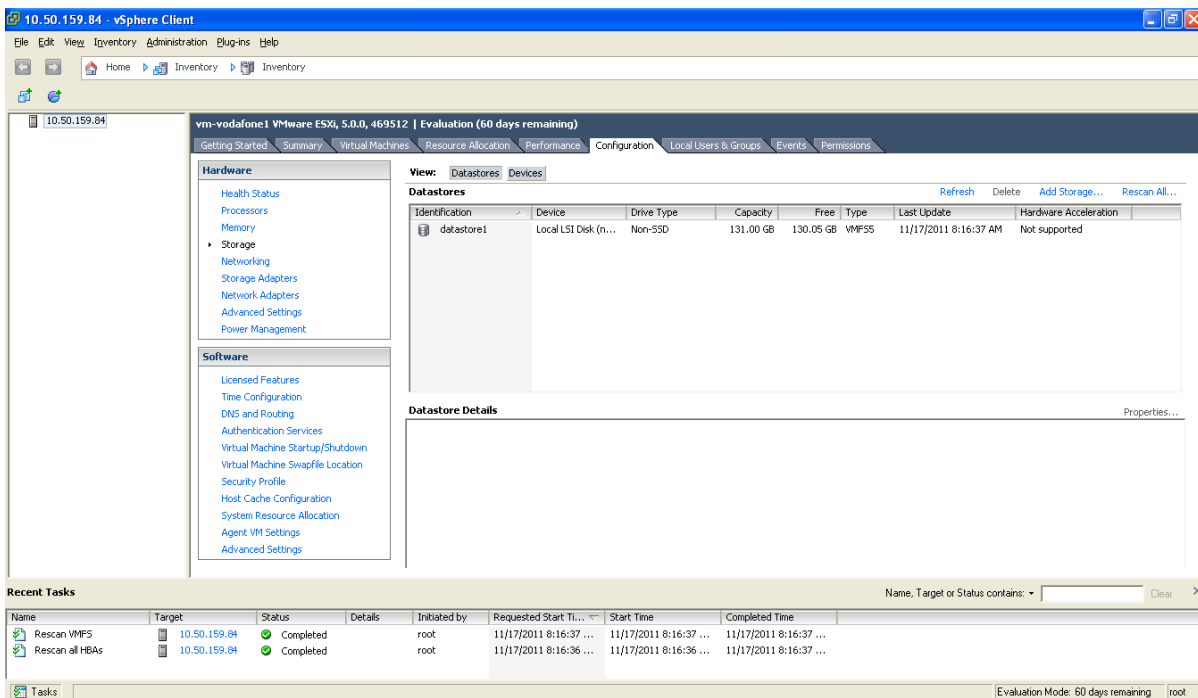 10.50.159.84 - vSphere Client
File Edit View Inventory Administration Plug-ins Help
Home Inventory Inventory
10.50.159.84
vm-vodafone1 VMware ESXi, 5.0.0, 469512 | Evaluation (60 days remaining)
Getting Started Summary Virtual Machines Resource Allocation Performance Configuration Local Users & Groups Events Permissions
Hardware
Health Status
Processors
Memory
Storage
Networking
Storage Adapters
Network Adapters
Advanced Settings
Power Management
Software
Licensed Features
Time Configuration
DNS and Routing
Authentication Services
Virtual Machine Startup/Shutdown
Virtual Machine Swapfile Location
Security Profile
Host Cache Configuration
System Resource Allocation
Agent VM Settings
Advanced Settings
View: Datastores Devices
Datastores Refresh Delete Add Storage... Rescan All...
Identification Device Drive Type Capacity Free Type Last Update Hardware Acceleration
datastore1 Local LSI Disk (n... Non-SSD 131.00 GB 130.05 GB VMFS5 11/17/2011 8:16:37 AM Not supported
Datastore Details Properties...
Recent Tasks Name, Target or Status contains: Clear
Name Target Status Details Initiated by Requested Start Ti... Start Time Completed Time
Rescan VMFS 10.50.159.84 Completed root 11/17/2011 8:16:37 ... 11/17/2011 8:16:37 ... 11/17/2011 8:16:37 ...
Rescan all HBAs 10.50.159.84 Completed root 11/17/2011 8:16:36 ... 11/17/2011 8:16:36 ... 11/17/2011 8:16:37 ...
Tasks Evaluation Mode: 60 days remaining root